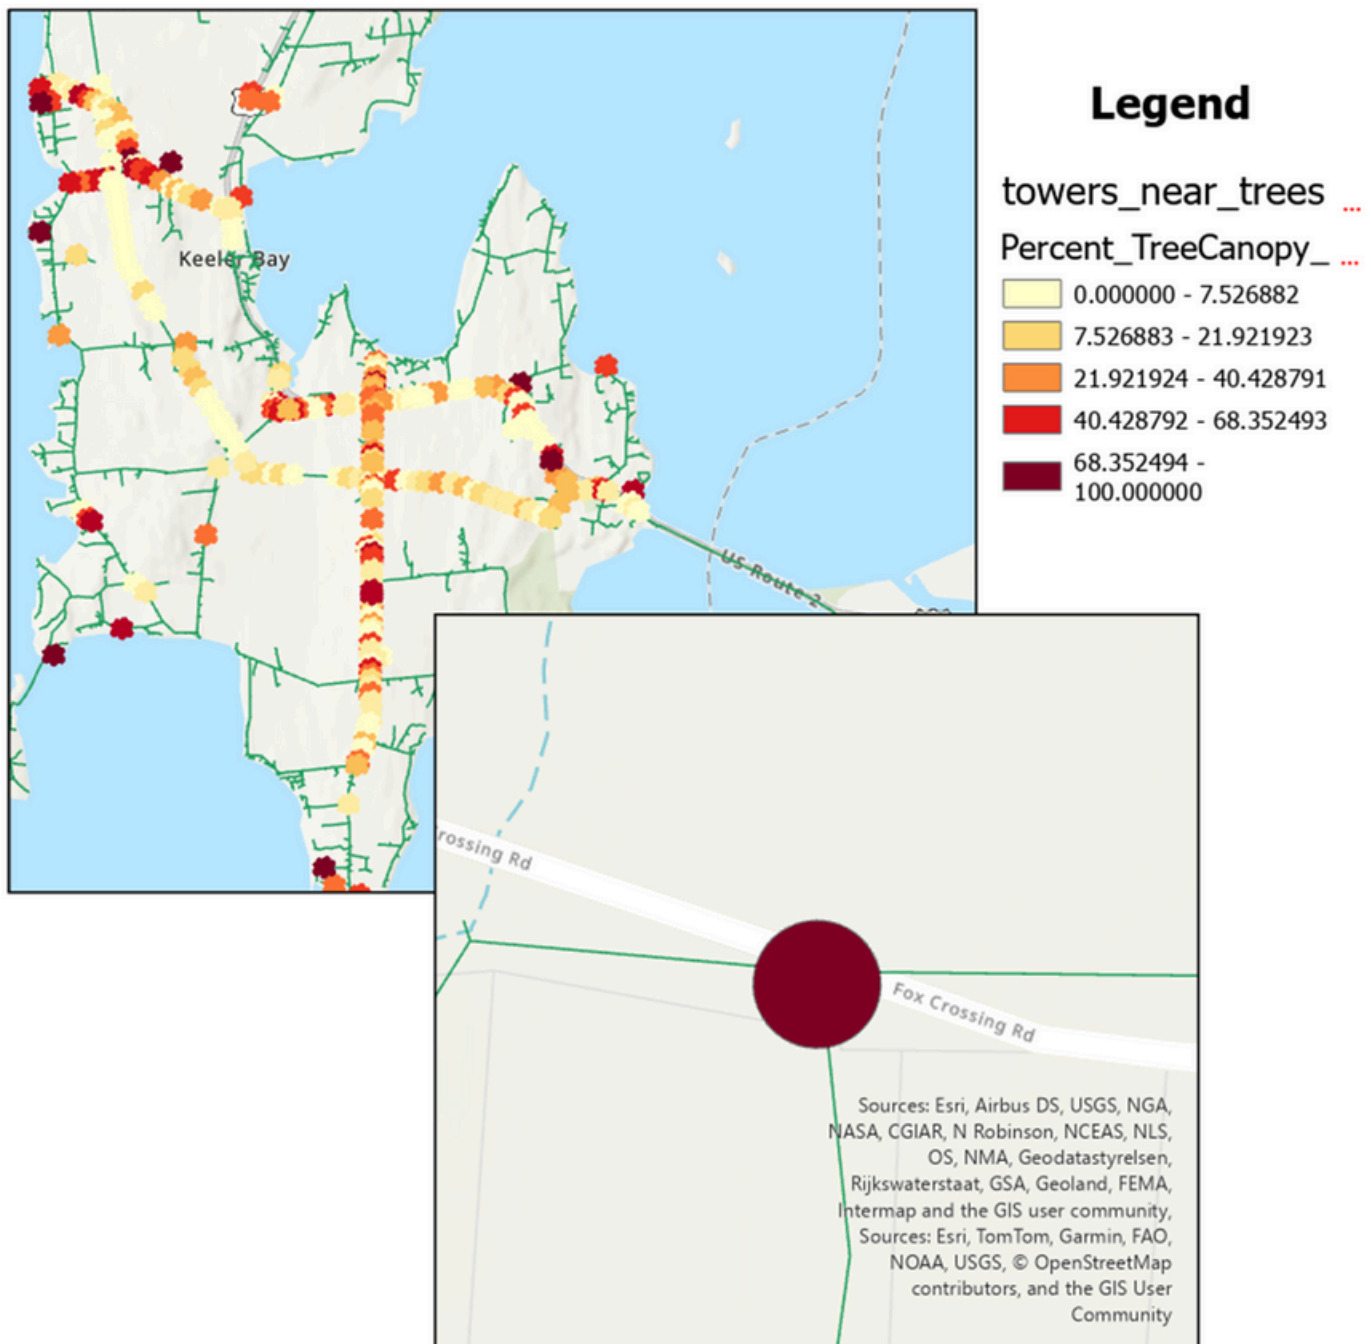 Legend
towers_near_trees ...
Percent_TreeCanopy_ ...
0.000000 - 7.526882
7.526883 - 21.921923
21.921924 - 40.428791
40.428792 - 68.352493
68.352494 -
100.000000
Keeler Bay
US Route 2
rossing Rd
Fox Crossing Rd
Sources: Esri, Airbus DS, USGS, NGA,
NASA, CGIAR, N Robinson, NCEAS, NLS,
OS, NMA, Geodatastyrelsen,
Rijkswaterstaat, GSA, Geoland, FEMA,
Intermap and the GIS user community,
Sources: Esri, TomTom, Garmin, FAO,
NOAA, USGS, © OpenStreetMap
contributors, and the GIS User
Community